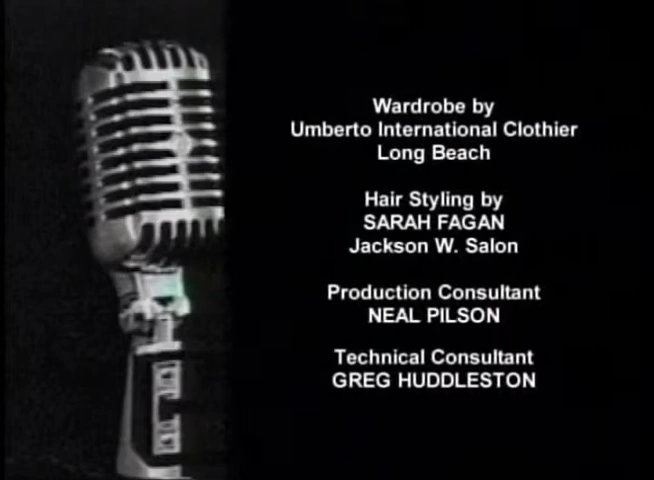 Wardrobe by
Umberto International Clothier
Long Beach
Hair Styling by
SARAH FAGAN
Jackson W. Salon
Production Consultant
NEAL PILSON
Technical Consultant
GREG HUDDLESTON